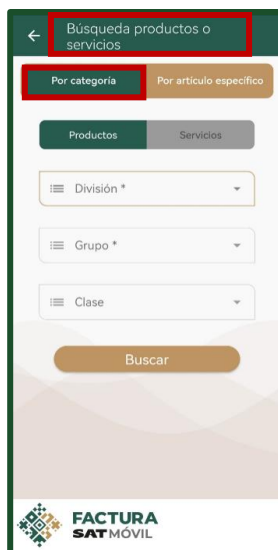 Búsqueda productos o
servicios
Por categoría
Por artículo específico
Productos
Servicios
División *
Grupo *
Clase
Buscar
FACTURA
SAT MÓVIL